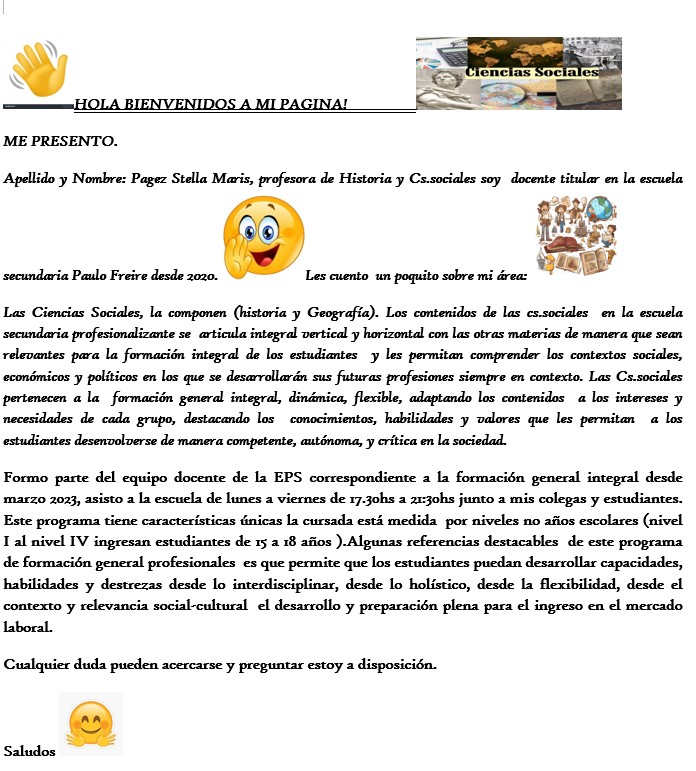 HOLA BIENVENIDOS A MI PAGINA!
Ciencias Sociales
ME PRESENTO.
Apellido y Nombre: Pagez Stella Maris, profesora de Historia y Cs.sociales soy docente titular en la escuela
secundaria Paulo Freire desde 2020. Les cuento un poquito sobre mi área:
Las Ciencias Sociales, la componen (historia y Geografía). Los contenidos de las cs.sociales en la escuela
secundaria profesionalizante se articula integral vertical y horizontal con las otras materias de manera que sean
relevantes para la formación integral de los estudiantes y les permitan comprender los contextos sociales,
económicos y políticos en los que se desarrollarán sus futuras profesiones siempre en contexto. Las Cs.sociales
pertenecen a la formación general integral, dinámica, flexible, adaptando los contenidos a los intereses y
necesidades de cada grupo, destacando los conocimientos, habilidades y valores que les permitan a los
estudiantes desenvolverse de manera competente, autónoma, y crítica en la sociedad.
Formo parte del equipo docente de la EPS correspondiente a la formación general integral desde
marzo 2023, asisto a la escuela de lunes a viernes de 17.30hs a 21:30hs junto a mis colegas y estudiantes.
Este programa tiene características únicas la cursada está medida por niveles no años escolares (nivel
I al nivel IV ingresan estudiantes de 15 a 18 años ).Algunas referencias destacables de este programa
de formación general profesionales es que permite que los estudiantes puedan desarrollar capacidades,
habilidades y destrezas desde lo interdisciplinar, desde lo holístico, desde la flexibilidad, desde el
contexto y relevancia social-cultural el desarrollo y preparación plena para el ingreso en el mercado
laboral.
Cualquier duda pueden acercarse y preguntar estoy a disposición.
Saludos